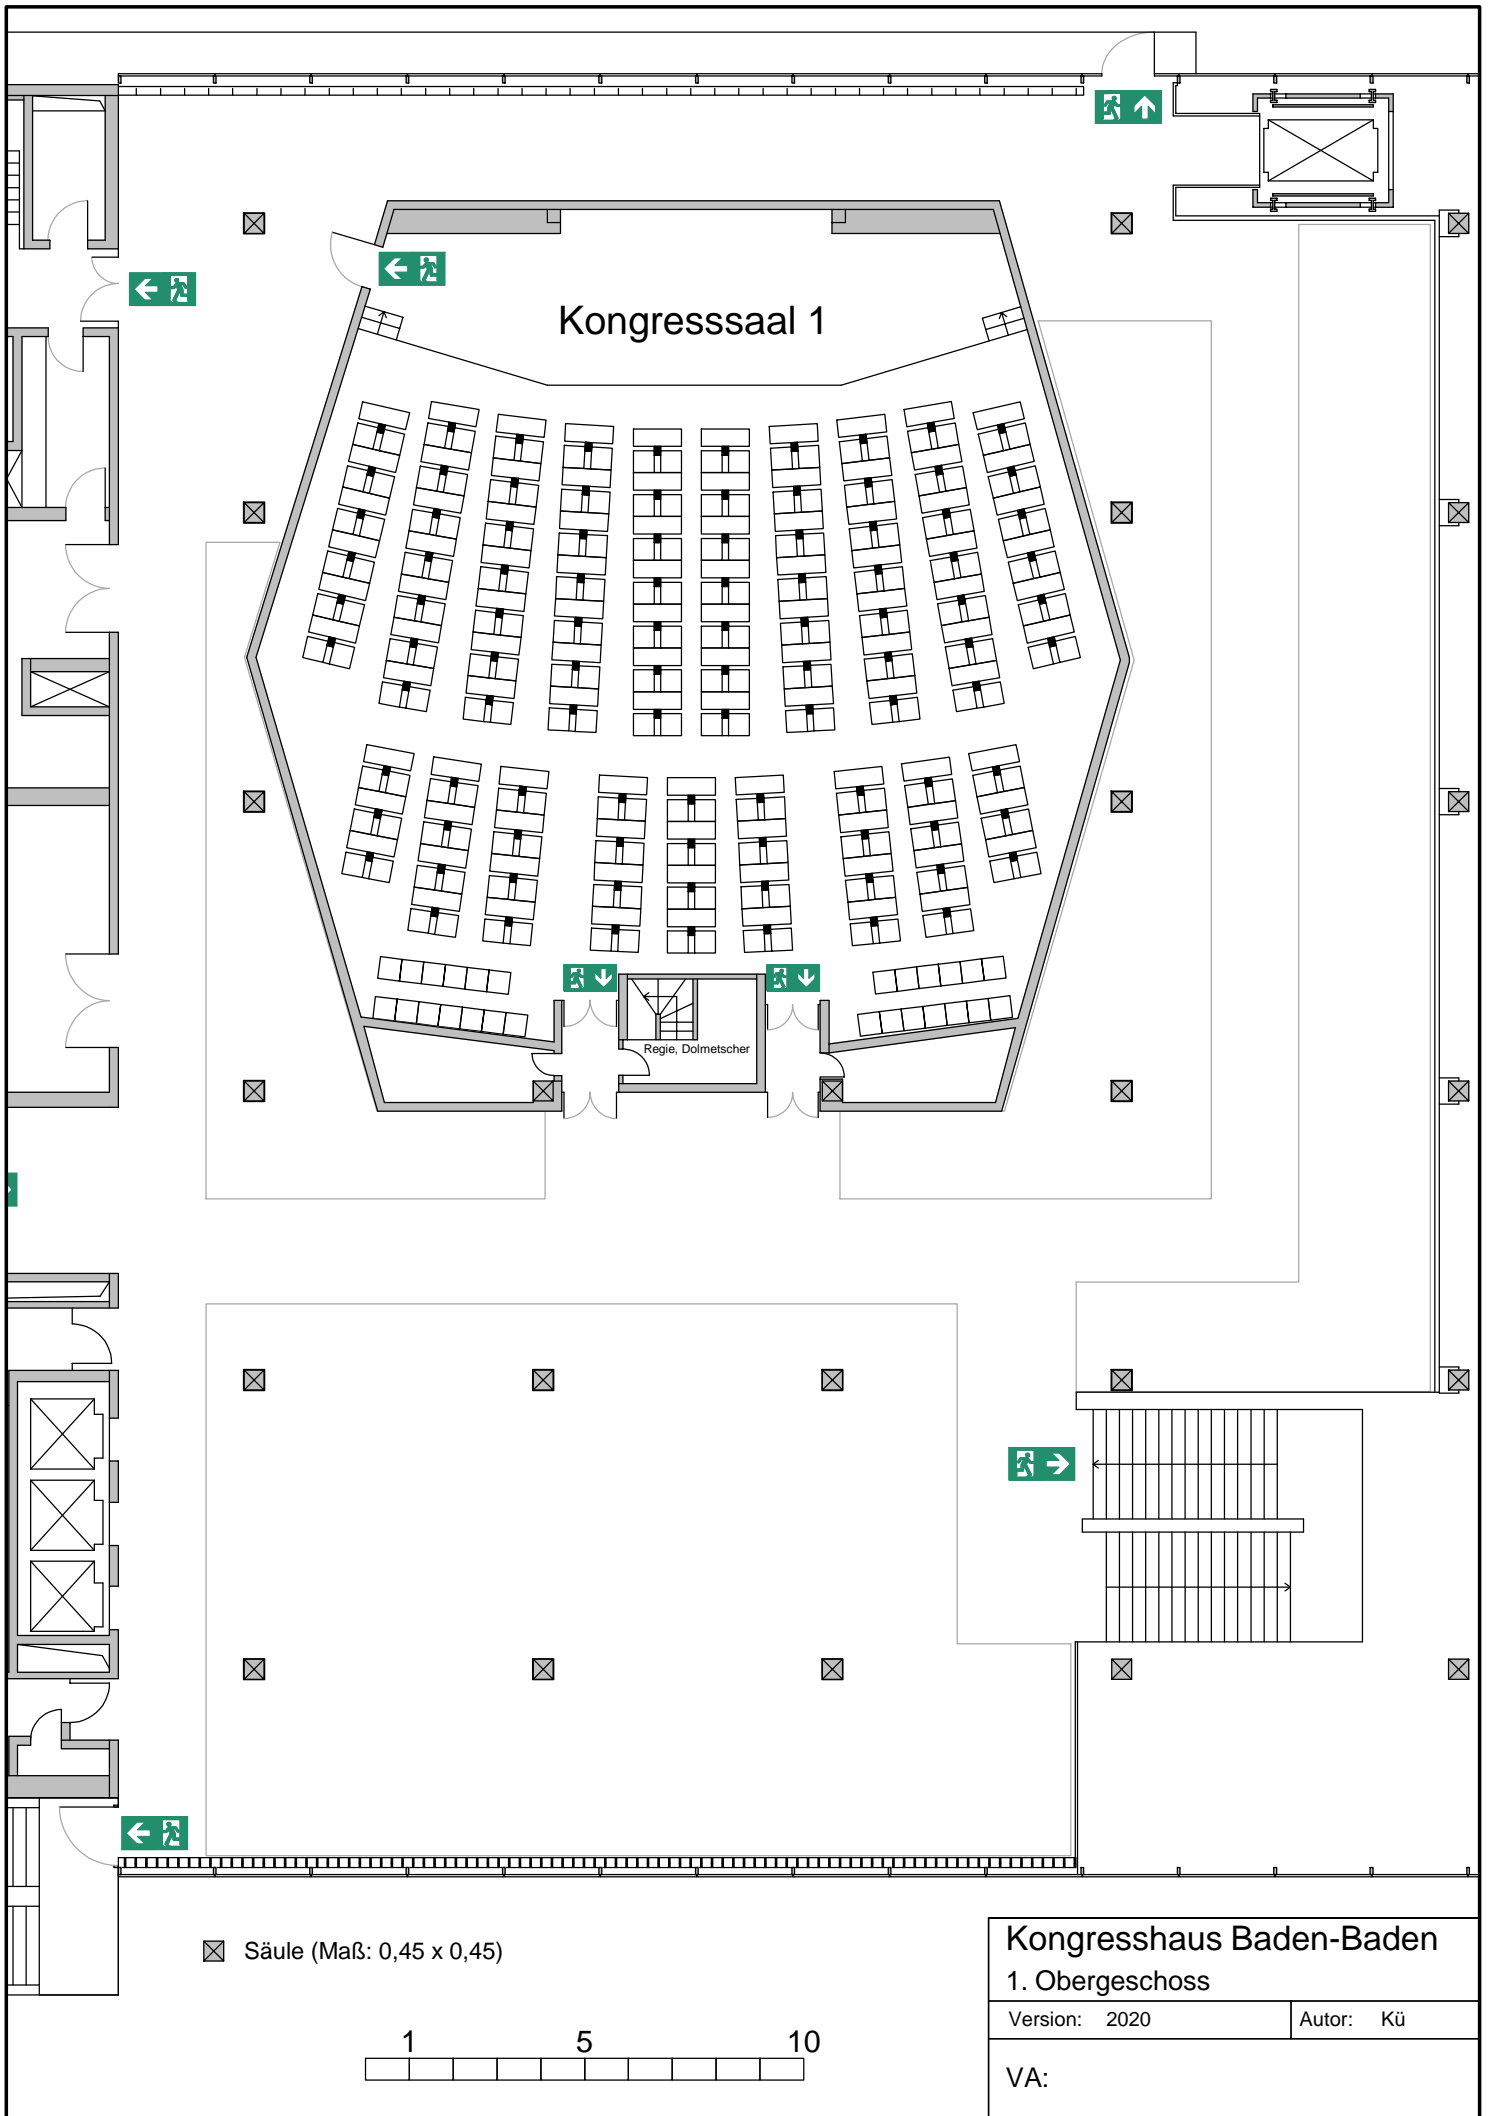 Kongresssaal 1
Regie, Dolmetscher
Säule (Maß: 0,45 x 0,45)
1 5 10
Kongresshaus Baden-Baden
1. Obergeschoss
Version: 2020 Autor: Kü
VA: